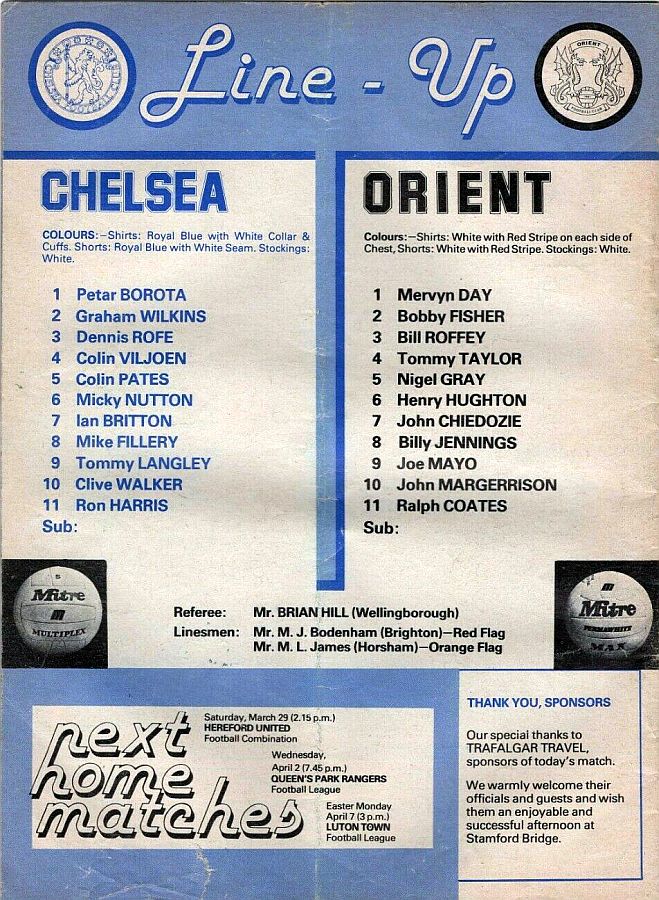 Line - Up
ORIENT
CHELSEA
COLOURS:—Shirts: Royal Blue with White Collar &
Cuffs. Shorts: Royal Blue with White Seam. Stockings:
White.
1 Petar BOROTA
2 Graham WILKINS
3 Dennis ROFE
4 Colin VILJOEN
5 Colin PATES
6 Micky NUTTON
7 Ian BRITTON
8 Mike FILLERY
9 Tommy LANGLEY
10 Clive WALKER
11 Ron HARRIS
Sub:
ORIENT
Colours:—Shirts: White with Red Stripe on each side of
Chest, Shorts: White with Red Stripe. Stockings: White.
1 Mervyn DAY
2 Bobby FISHER
3 Bill ROFFEY
4 Tommy TAYLOR
5 Nigel GRAY
6 Henry HUGHTON
7 John CHIEDOZIE
8 Billy JENNINGS
9 Joe MAYO
10 John MARGERRISON
11 Ralph COATES
Sub:
5
Mitre
MULTIPLEX
Referee: Mr. BRIAN HILL (Wellingborough)
Linesmen: Mr. M. J. Bodenham (Brighton)—Red Flag
Mr. M. L. James (Horsham)—Orange Flag
Mitre
PERMAWHITE
MAX
next
home
matches
Saturday, March 29 (2.15 p.m.)
HEREFORD UNITED
Football Combination
Wednesday,
April 2 (7.45 p.m.)
QUEEN'S PARK RANGERS
Football League
Easter Monday
April 7 (3 p.m.)
LUTON TOWN
Football League
THANK YOU, SPONSORS
Our special thanks to
TRAFALGAR TRAVEL,
sponsors of today's match.
We warmly welcome their
officials and guests and wish
them an enjoyable and
successful afternoon at
Stamford Bridge.